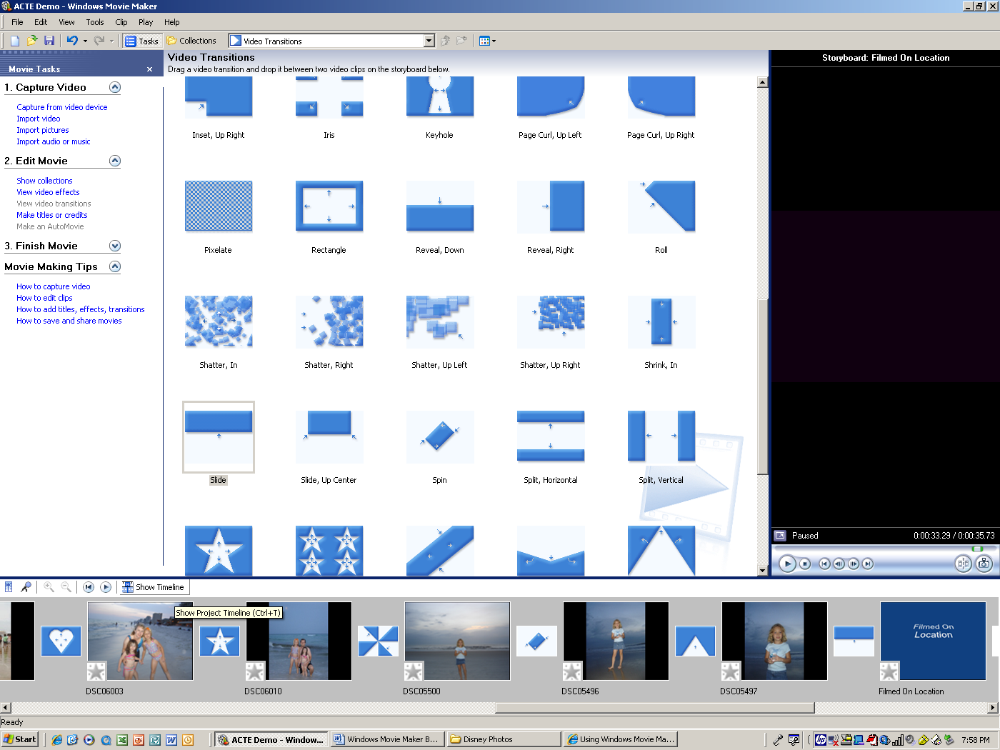 ACTE Demo - Windows Movie Maker
File Edit View Tools Clip Play Help
Tasks Collections Video Transitions
Movie Tasks
1. Capture Video
Capture from video device
Import video
Import pictures
Import audio or music
2. Edit Movie
Show collections
View video effects
View video transitions
Make titles or credits
Make an AutoMovie
3. Finish Movie
Movie Making Tips
How to capture video
How to edit clips
How to add titles, effects, transitions
How to save and share movies
Video Transitions
Drag a video transition and drop it between two video clips on the storyboard below.
Inset, Up Right Iris Keyhole Page Curl, Up Left Page Curl, Up Right
Pixelate Rectangle Reveal, Down Reveal, Right Roll
Shatter, In Shatter, Right Shatter, Up Left Shatter, Up Right Shrink, In
Slide Slide, Up Center Spin Split, Horizontal Split, Vertical
Storyboard: Filmed On Location
Paused 0:00:33.29 / 0:00:35.73
Show Timeline
Show Project Timeline (Ctrl+T)
Filmed On
Location
DSC06003 DSC06010 DSC05500 DSC05496 DSC05497 Filmed On Location
Ready
Start ACTE Demo - Window... Windows Movie Maker B... Disney Photos Using Windows Movie Ma... 7:58 PM